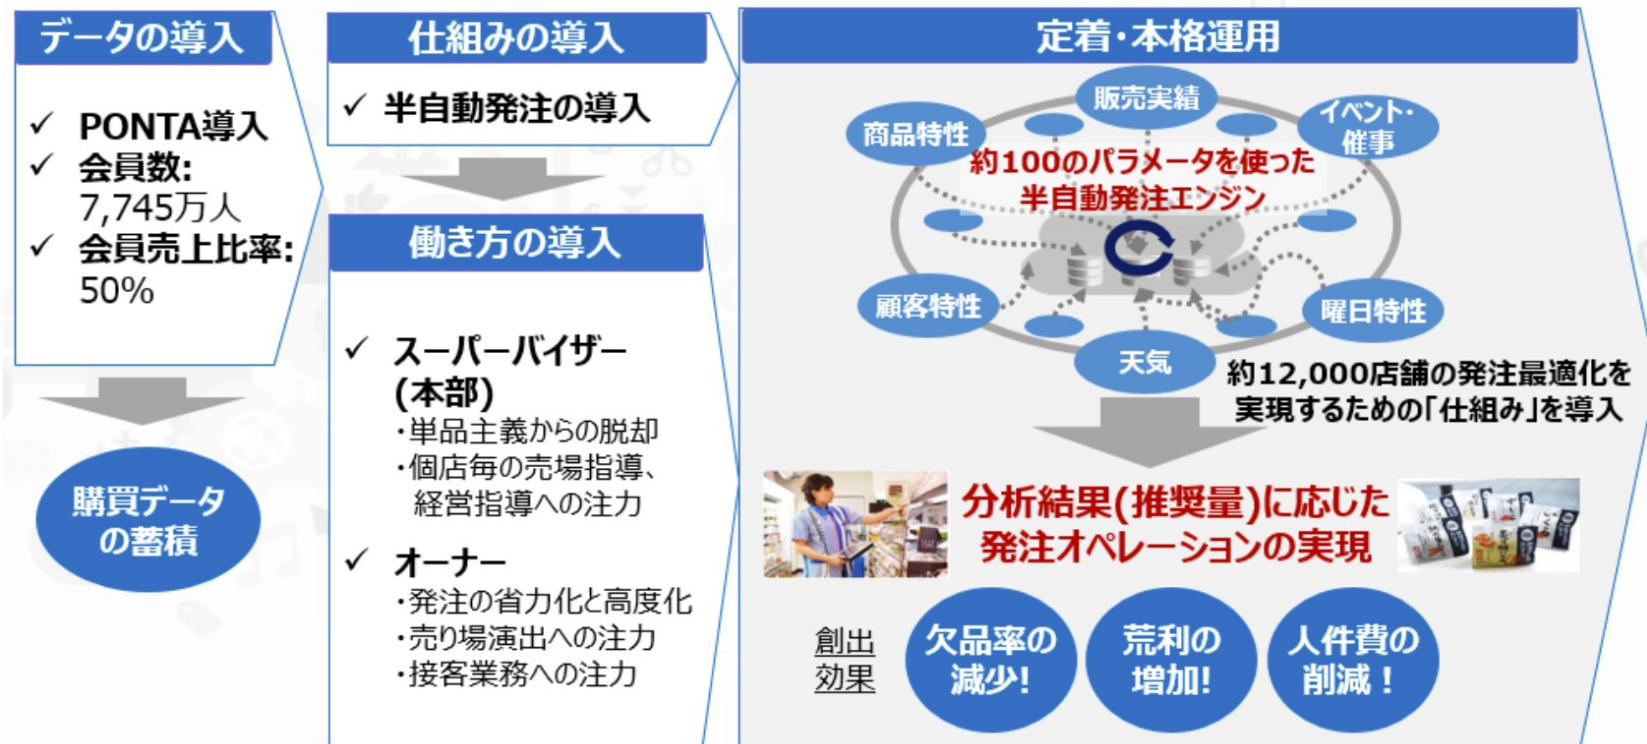 データの導入
✓ PONTA導入
✓ 会員数:
7,745万人
✓ 会員売上比率:
50%
購買データ
の蓄積
仕組みの導入
✓ 半自動発注の導入
働き方の導入
✓ スーパーバイザー
(本部)
・単品主義からの脱却
・個店毎の売場指導、
経営指導への注力
✓ オーナー
・発注の省力化と高度化
・売り場演出への注力
・接客業務への注力
定着・本格運用
販売実績
商品特性
イベント・
催事
約100のパラメータを使った
半自動発注エンジン
顧客特性
曜日特性
天気
約12,000店舗の発注最適化を
実現するための「仕組み」を導入
分析結果(推奨量)に応じた
発注オペレーションの実現
創出
効果
欠品率の
減少!
荒利の
増加!
人件費の
削減！